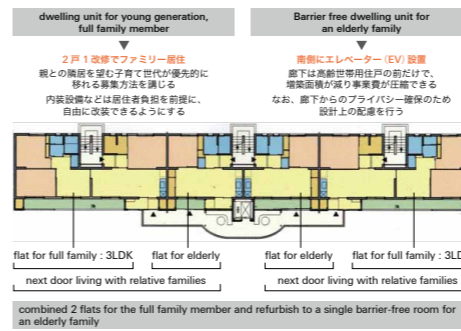 dwelling unit for young generation,
full family member
２戸１改修でファミリー居住
親との隣居を望む子育て世代が優先的に
移れる募集方法を講じる
内装設備などは居住者負担を前提に、
自由に改装できるようにする
Barrier free dwelling unit for
an elderly family
南側にエレベーター（EV）設置
廊下は高齢世帯用住戸の前だけで、
増築面積が減り事業費が圧縮できる
なお、廊下からのプライバシー確保のため
設計上の配慮を行う
flat for full family : 3LDK
flat for elderly
flat for elderly
flat for full family : 3LD
next door living with relative families
next door living with relative families
combined 2 flats for the full family member and refurbish to a single barrier-free room for
an elderly family